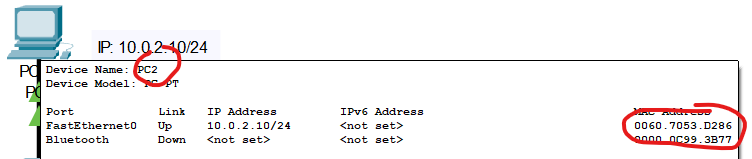 IP: 10.0.2.10/24
PC
PC
Device Name: PC2
Device Model: PC-PT
Port Link IP Address IPv6 Address MAC Address
FastEthernet0 Up 10.0.2.10/24 <not set> 0060.7053.D286
Bluetooth Down <not set> <not set> 0000.0C99.3B77